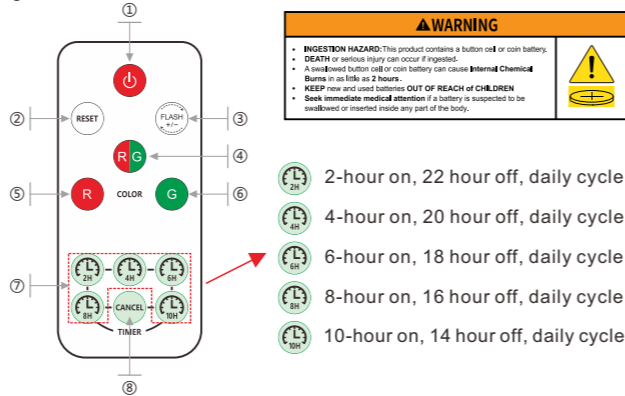 ①
② RESET
FLASH +/- ③
RG ④
⑤ R COLOR G ⑥
⑦
2H 4H 6H
8H CANCEL 10H
TIMER
⑧
WARNING
• INGESTION HAZARD: This product contains a button cell or coin battery.
• DEATH or serious injury can occur if ingested.
• A swallowed button cell or coin battery can cause Internal Chemical
Burns in as little as 2 hours.
• KEEP new and used batteries OUT OF REACH of CHILDREN
• Seek immediate medical attention if a battery is suspected to be
swallowed or inserted inside any part of the body.
2H 2-hour on, 22 hour off, daily cycle
4H 4-hour on, 20 hour off, daily cycle
6H 6-hour on, 18 hour off, daily cycle
8H 8-hour on, 16 hour off, daily cycle
10H 10-hour on, 14 hour off, daily cycle